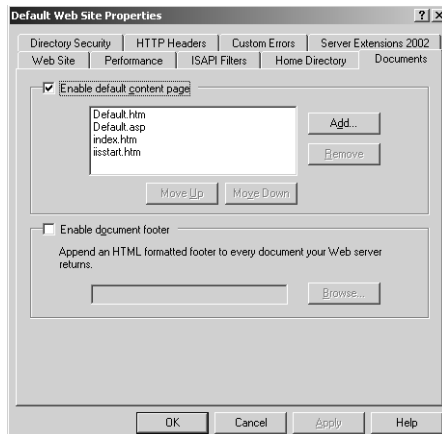 Default Web Site Properties
Directory Security HTTP Headers Custom Errors Server Extensions 2002
Web Site Performance ISAPI Filters Home Directory Documents
Enable default content page
Default.htm
Default.asp
index.htm
iisstart.htm
Add...
Remove
Move Up Move Down
Enable document footer
Append an HTML formatted footer to every document your Web server
returns.
Browse...
OK Cancel Apply Help